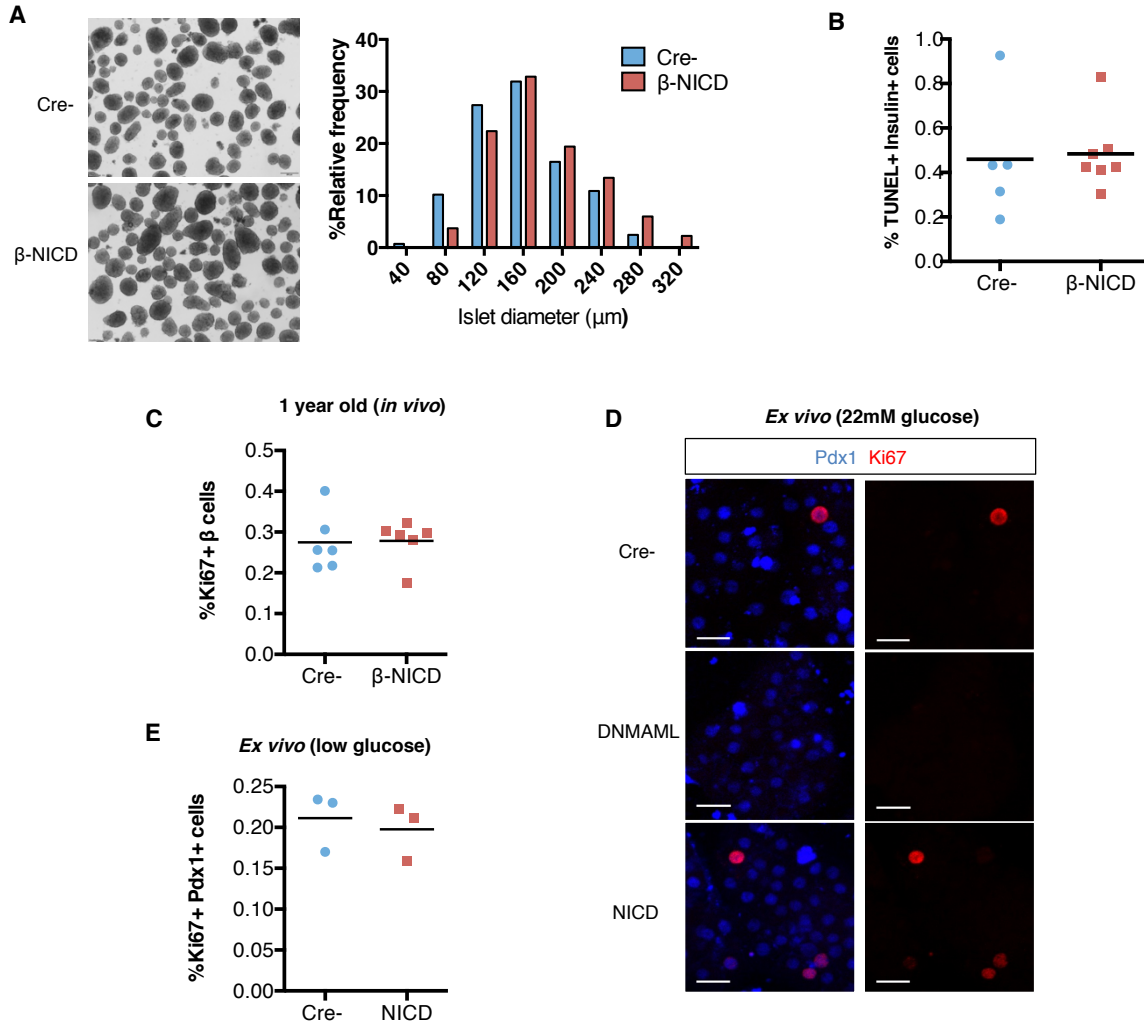 A
Cre-
β-NICD
%Relative frequency
40
30
20
10
0
40 80 120 160 200 240 280 320
Islet diameter (µm)
Cre-
β-NICD
B
% TUNEL+ Insulin+ cells
1.0
0.8
0.6
0.4
0.2
0.0
Cre- β-NICD
C
1 year old (in vivo)
%Ki67+ β cells
0.5
0.4
0.3
0.2
0.1
0.0
Cre- β-NICD
D
Ex vivo (22mM glucose)
Pdx1 Ki67
Cre-
DNMAML
NICD
E
Ex vivo (low glucose)
%Ki67+ Pdx1+ cells
0.25
0.20
0.15
0.10
0.05
0.00
Cre- NICD